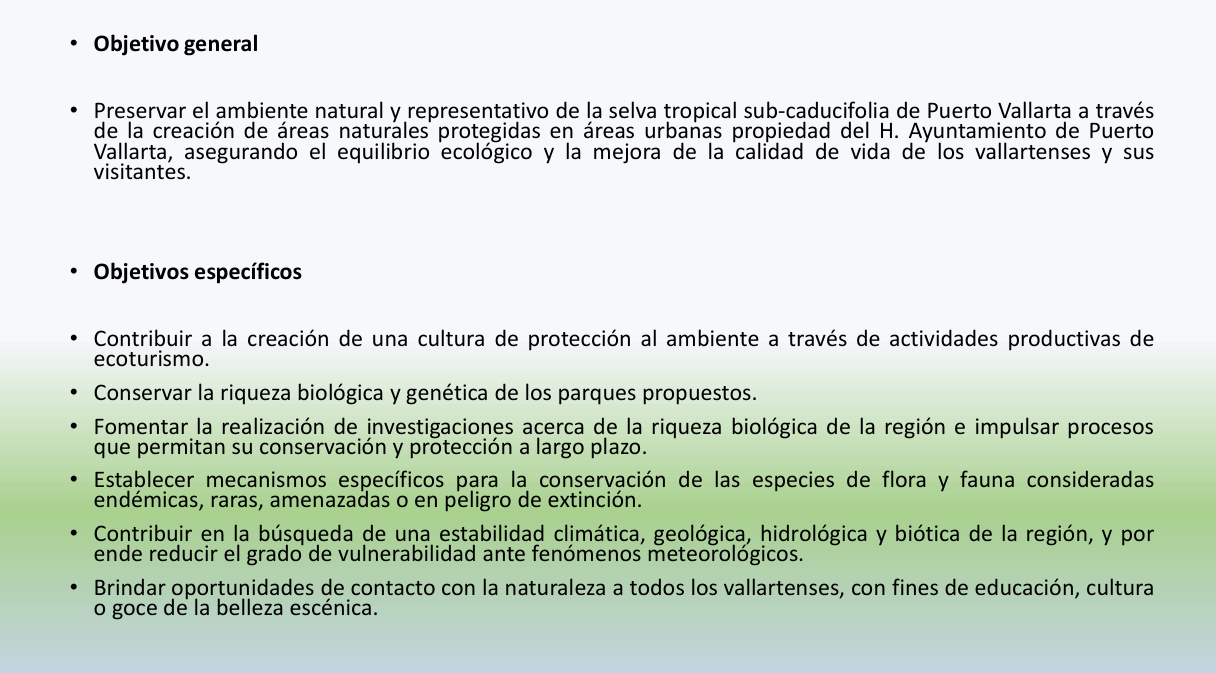 • Objetivo general
• Preservar el ambiente natural y representativo de la selva tropical sub-caducifolia de Puerto Vallarta a través
de la creación de áreas naturales protegidas en áreas urbanas propiedad del H. Ayuntamiento de Puerto
Vallarta, asegurando el equilibrio ecológico y la mejora de la calidad de vida de los vallartenses y sus
visitantes.
• Objetivos específicos
• Contribuir a la creación de una cultura de protección al ambiente a través de actividades productivas de
ecoturismo.
• Conservar la riqueza biológica y genética de los parques propuestos.
• Fomentar la realización de investigaciones acerca de la riqueza biológica de la región e impulsar procesos
que permitan su conservación y protección a largo plazo.
• Establecer mecanismos específicos para la conservación de las especies de flora y fauna consideradas
endémicas, raras, amenazadas o en peligro de extinción.
• Contribuir en la búsqueda de una estabilidad climática, geológica, hidrológica y biótica de la región, y por
ende reducir el grado de vulnerabilidad ante fenómenos meteorológicos.
• Brindar oportunidades de contacto con la naturaleza a todos los vallartenses, con fines de educación, cultura
o goce de la belleza escénica.